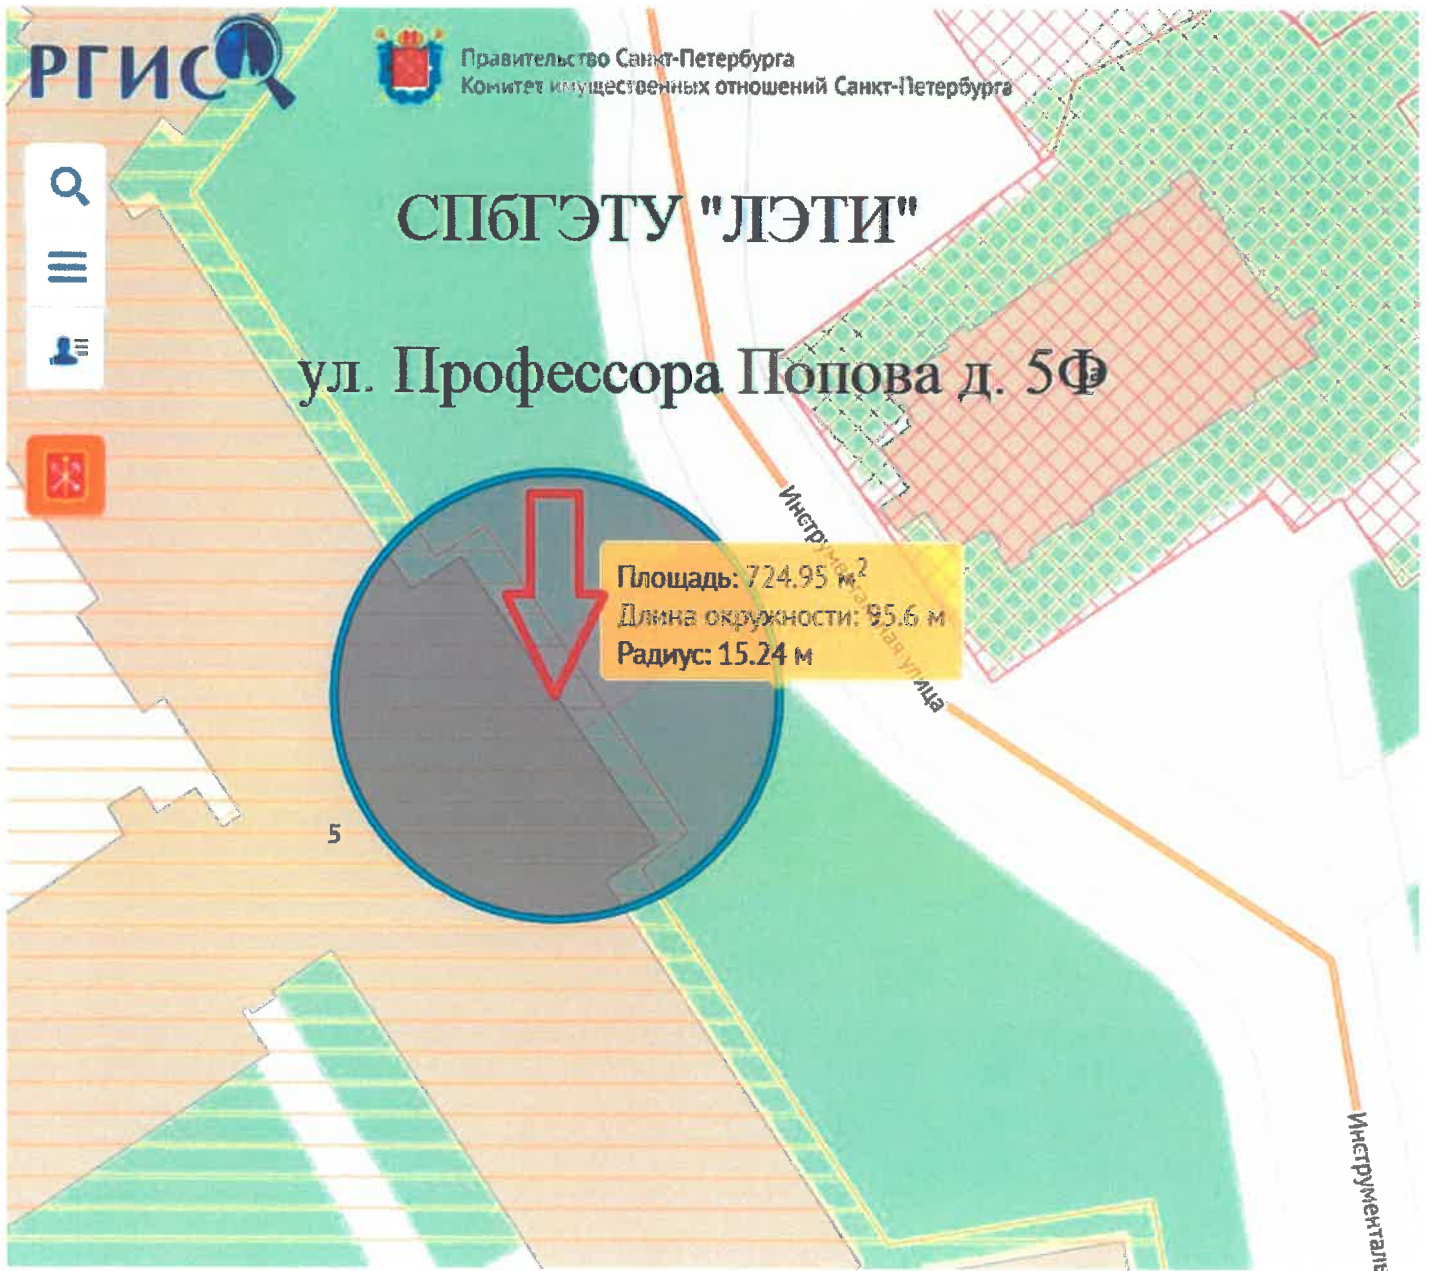 РГИС
Правительство Санкт-Петербурга
Комитет имущественных отношений Санкт-Петербурга
СПбГЭТУ "ЛЭТИ"
ул. Профессора Попова д. 5Ф
Инструментальная улица
Площадь: 724.95 м²
Длина окружности: 95.6 м
Радиус: 15.24 м
5
Инструменталь